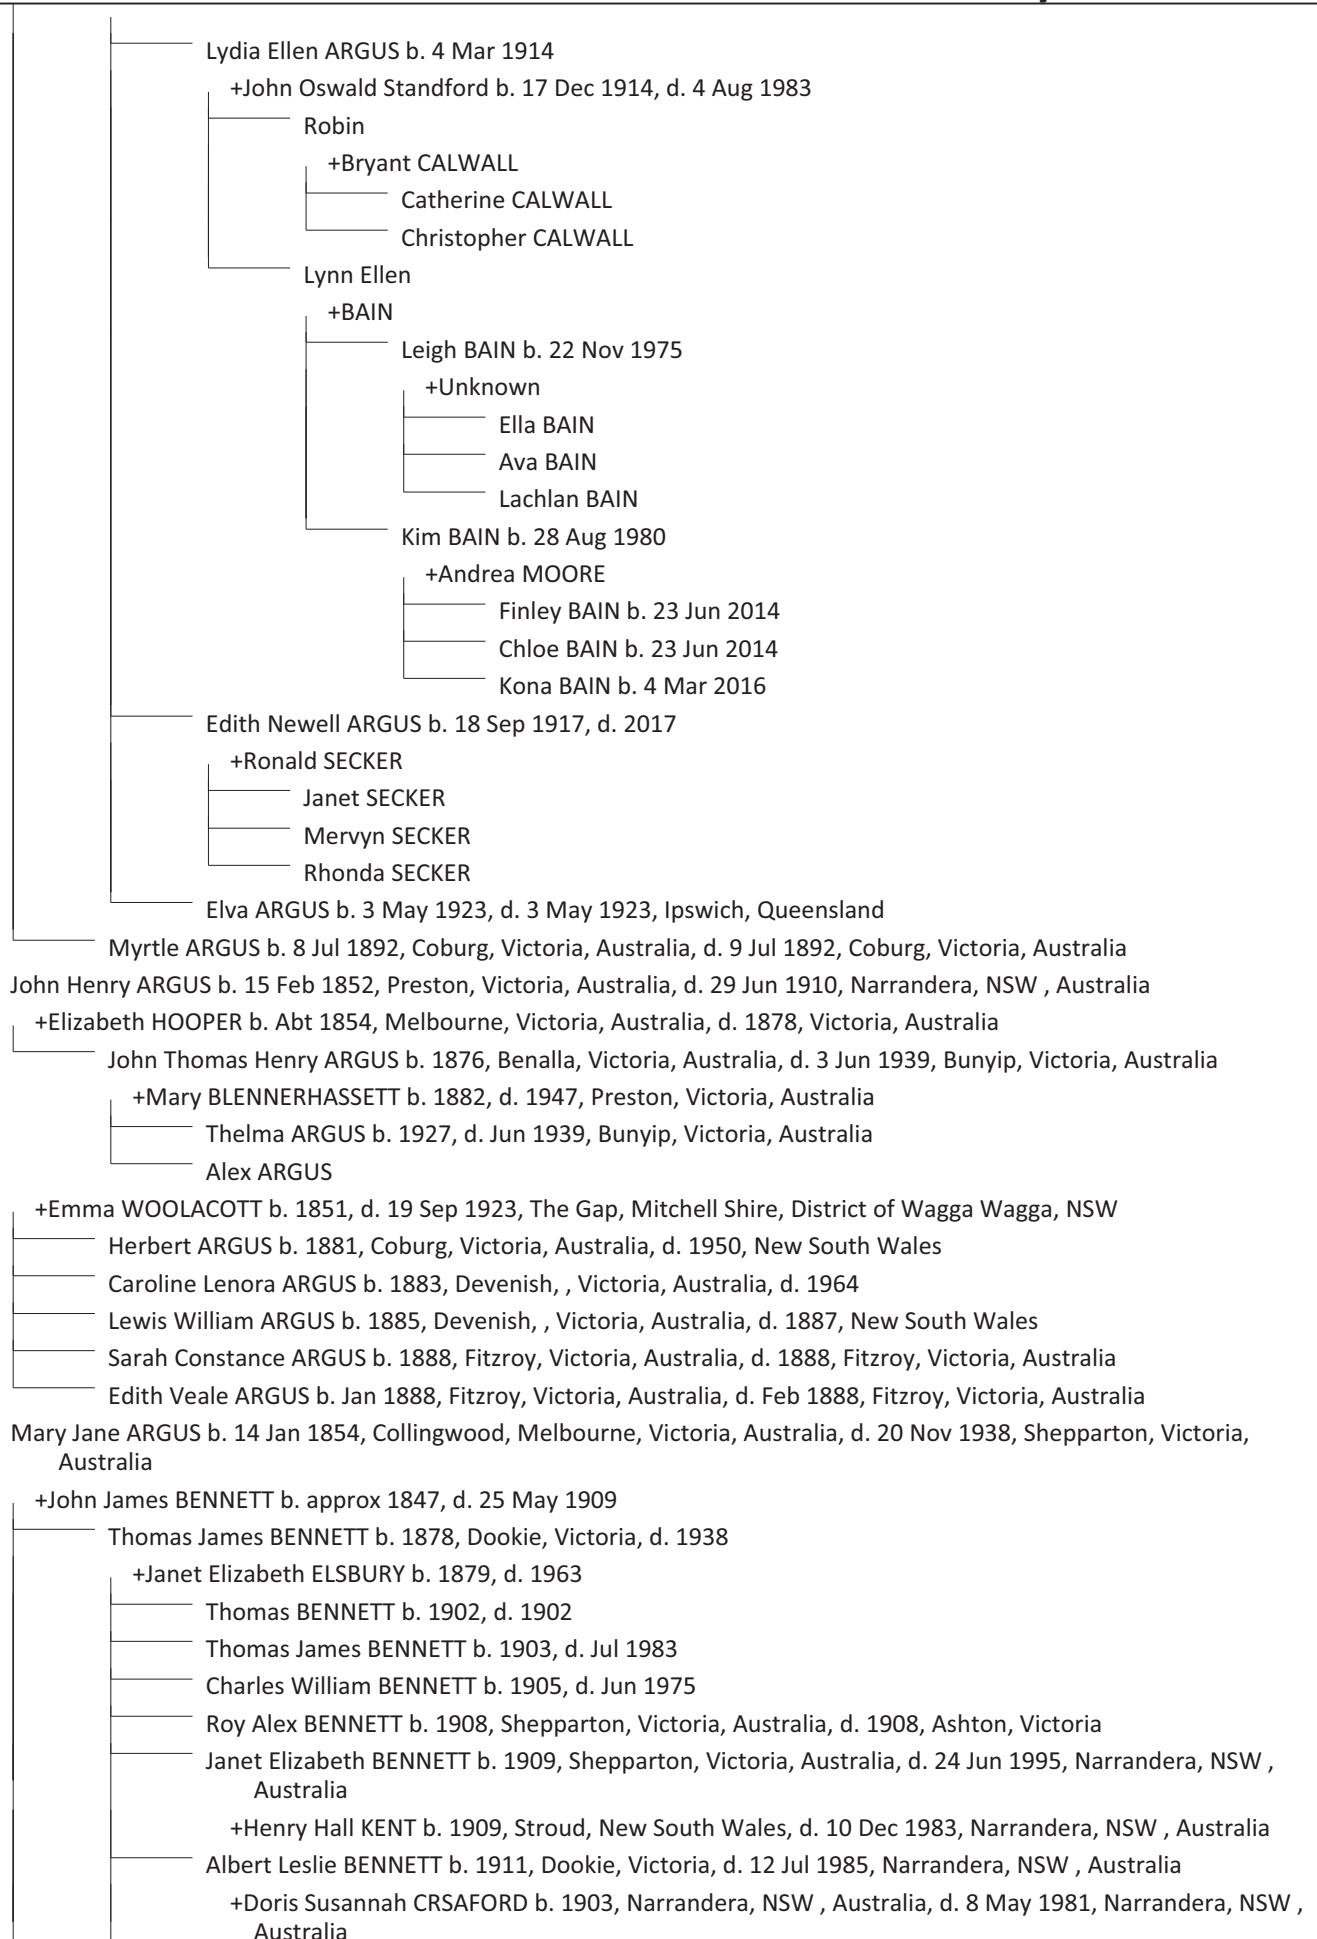 Lydia Ellen ARGUS b. 4 Mar 1914
+John Oswald Standford b. 17 Dec 1914, d. 4 Aug 1983
Robin
+Bryant CALWALL
Catherine CALWALL
Christopher CALWALL
Lynn Ellen
+BAIN
Leigh BAIN b. 22 Nov 1975
+Unknown
Ella BAIN
Ava BAIN
Lachlan BAIN
Kim BAIN b. 28 Aug 1980
+Andrea MOORE
Finley BAIN b. 23 Jun 2014
Chloe BAIN b. 23 Jun 2014
Kona BAIN b. 4 Mar 2016
Edith Newell ARGUS b. 18 Sep 1917, d. 2017
+Ronald SECKER
Janet SECKER
Mervyn SECKER
Rhonda SECKER
Elva ARGUS b. 3 May 1923, d. 3 May 1923, Ipswich, Queensland
Myrtle ARGUS b. 8 Jul 1892, Coburg, Victoria, Australia, d. 9 Jul 1892, Coburg, Victoria, Australia
John Henry ARGUS b. 15 Feb 1852, Preston, Victoria, Australia, d. 29 Jun 1910, Narrandera, NSW , Australia
+Elizabeth HOOPER b. Abt 1854, Melbourne, Victoria, Australia, d. 1878, Victoria, Australia
John Thomas Henry ARGUS b. 1876, Benalla, Victoria, Australia, d. 3 Jun 1939, Bunyip, Victoria, Australia
+Mary BLENNERHASSETT b. 1882, d. 1947, Preston, Victoria, Australia
Thelma ARGUS b. 1927, d. Jun 1939, Bunyip, Victoria, Australia
Alex ARGUS
+Emma WOOLACOTT b. 1851, d. 19 Sep 1923, The Gap, Mitchell Shire, District of Wagga Wagga, NSW
Herbert ARGUS b. 1881, Coburg, Victoria, Australia, d. 1950, New South Wales
Caroline Lenora ARGUS b. 1883, Devenish, , Victoria, Australia, d. 1964
Lewis William ARGUS b. 1885, Devenish, , Victoria, Australia, d. 1887, New South Wales
Sarah Constance ARGUS b. 1888, Fitzroy, Victoria, Australia, d. 1888, Fitzroy, Victoria, Australia
Edith Veale ARGUS b. Jan 1888, Fitzroy, Victoria, Australia, d. Feb 1888, Fitzroy, Victoria, Australia
Mary Jane ARGUS b. 14 Jan 1854, Collingwood, Melbourne, Victoria, Australia, d. 20 Nov 1938, Shepparton, Victoria,
Australia
+John James BENNETT b. approx 1847, d. 25 May 1909
Thomas James BENNETT b. 1878, Dookie, Victoria, d. 1938
+Janet Elizabeth ELSBURY b. 1879, d. 1963
Thomas BENNETT b. 1902, d. 1902
Thomas James BENNETT b. 1903, d. Jul 1983
Charles William BENNETT b. 1905, d. Jun 1975
Roy Alex BENNETT b. 1908, Shepparton, Victoria, Australia, d. 1908, Ashton, Victoria
Janet Elizabeth BENNETT b. 1909, Shepparton, Victoria, Australia, d. 24 Jun 1995, Narrandera, NSW ,
Australia
+Henry Hall KENT b. 1909, Stroud, New South Wales, d. 10 Dec 1983, Narrandera, NSW , Australia
Albert Leslie BENNETT b. 1911, Dookie, Victoria, d. 12 Jul 1985, Narrandera, NSW , Australia
+Doris Susannah CRSAFORD b. 1903, Narrandera, NSW , Australia, d. 8 May 1981, Narrandera, NSW ,
Australia